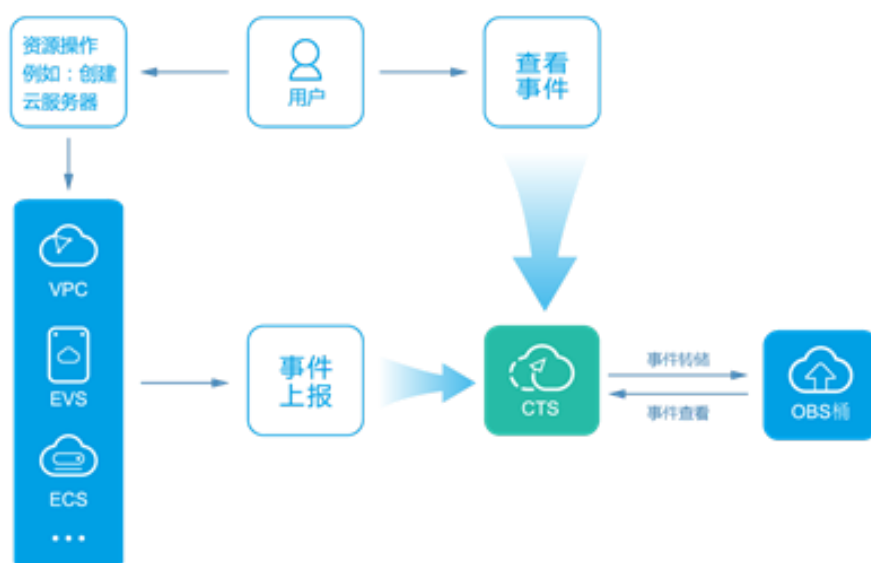 资源操作
例如：创建
云服务器
用户
查看
事件
VPC
EVS
ECS
事件
上报
CTS
事件转储
事件查看
OBS桶